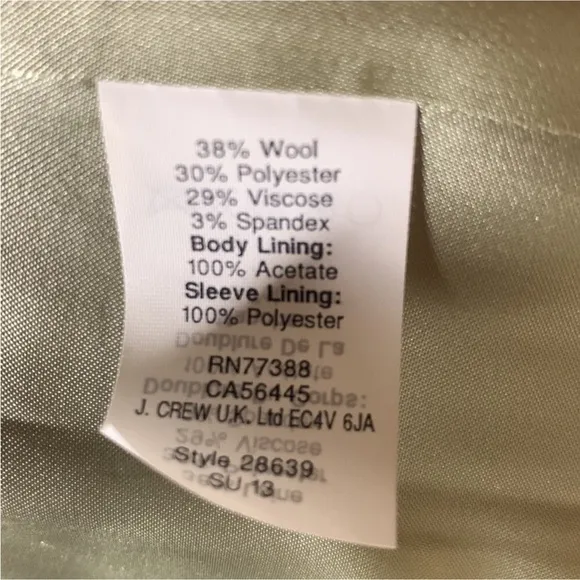 38% Wool
30% Polyester
29% Viscose
3% Spandex
Body Lining:
100% Acetate
Sleeve Lining:
100% Polyester
RN77388
CA56445
J. CREW U.K. Ltd EC4V 6JA
Style 28639
SU 13